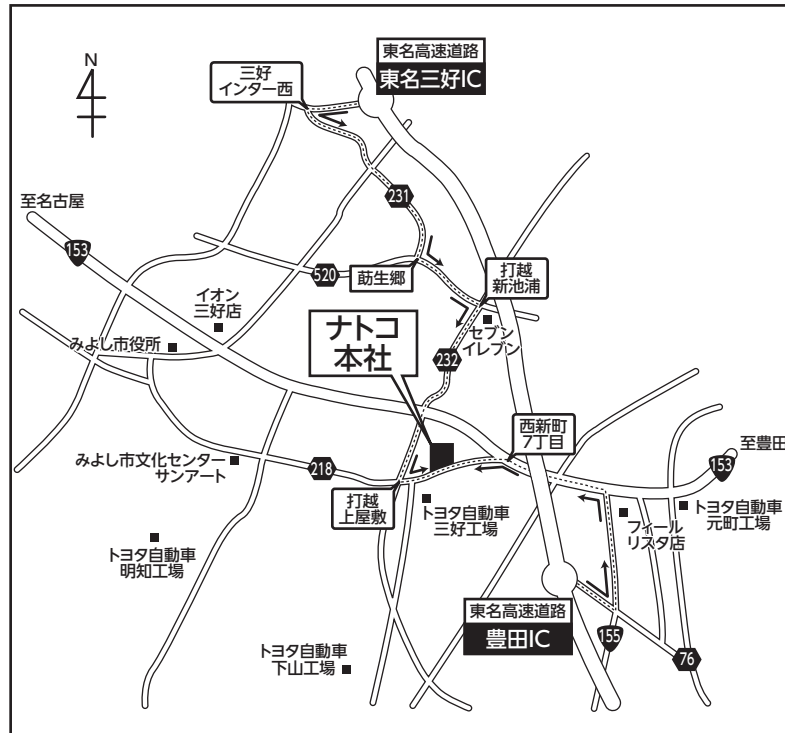 N
東名高速道路
東名三好IC
三好
インター西
231
至名古屋
153
520
莇生郷
打越
新池浦
イオン
三好店
ナトコ
本社
セブン
イレブン
みよし市役所
232
西新町
7丁目
至豊田
153
みよし市文化センター
サンアート
218
打越
上屋敷
トヨタ自動車
三好工場
フィール
リスタ店
トヨタ自動車
元町工場
トヨタ自動車
明知工場
東名高速道路
豊田IC
155
76
トヨタ自動車
下山工場